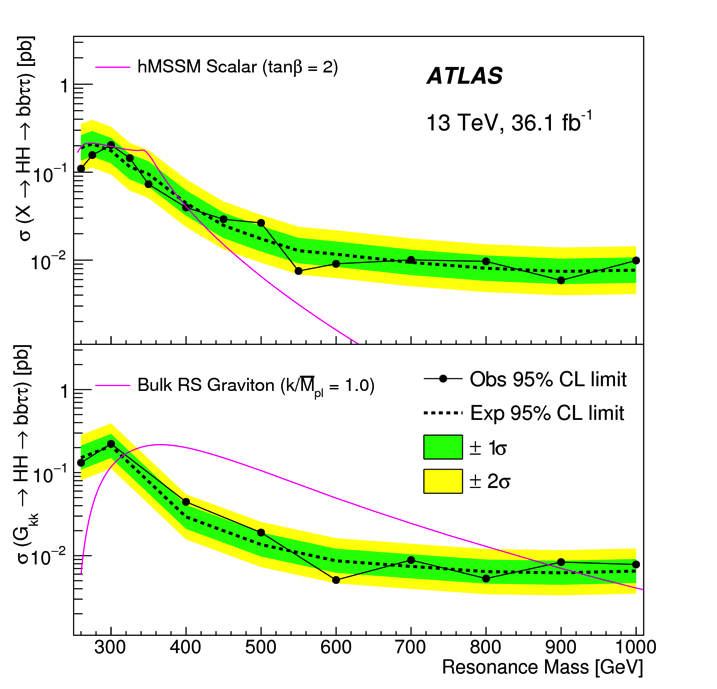 σ (X → HH → bbττ) [pb]
hMSSM Scalar (tanβ = 2)
ATLAS
13 TeV, 36.1 fb⁻¹
1
10⁻¹
10⁻²
σ (G_kk → HH → bbττ) [pb]
Bulk RS Graviton (k/M̅_pl = 1.0)
Obs 95% CL limit
Exp 95% CL limit
± 1σ
± 2σ
1
10⁻¹
10⁻²
300 400 500 600 700 800 900 1000
Resonance Mass [GeV]